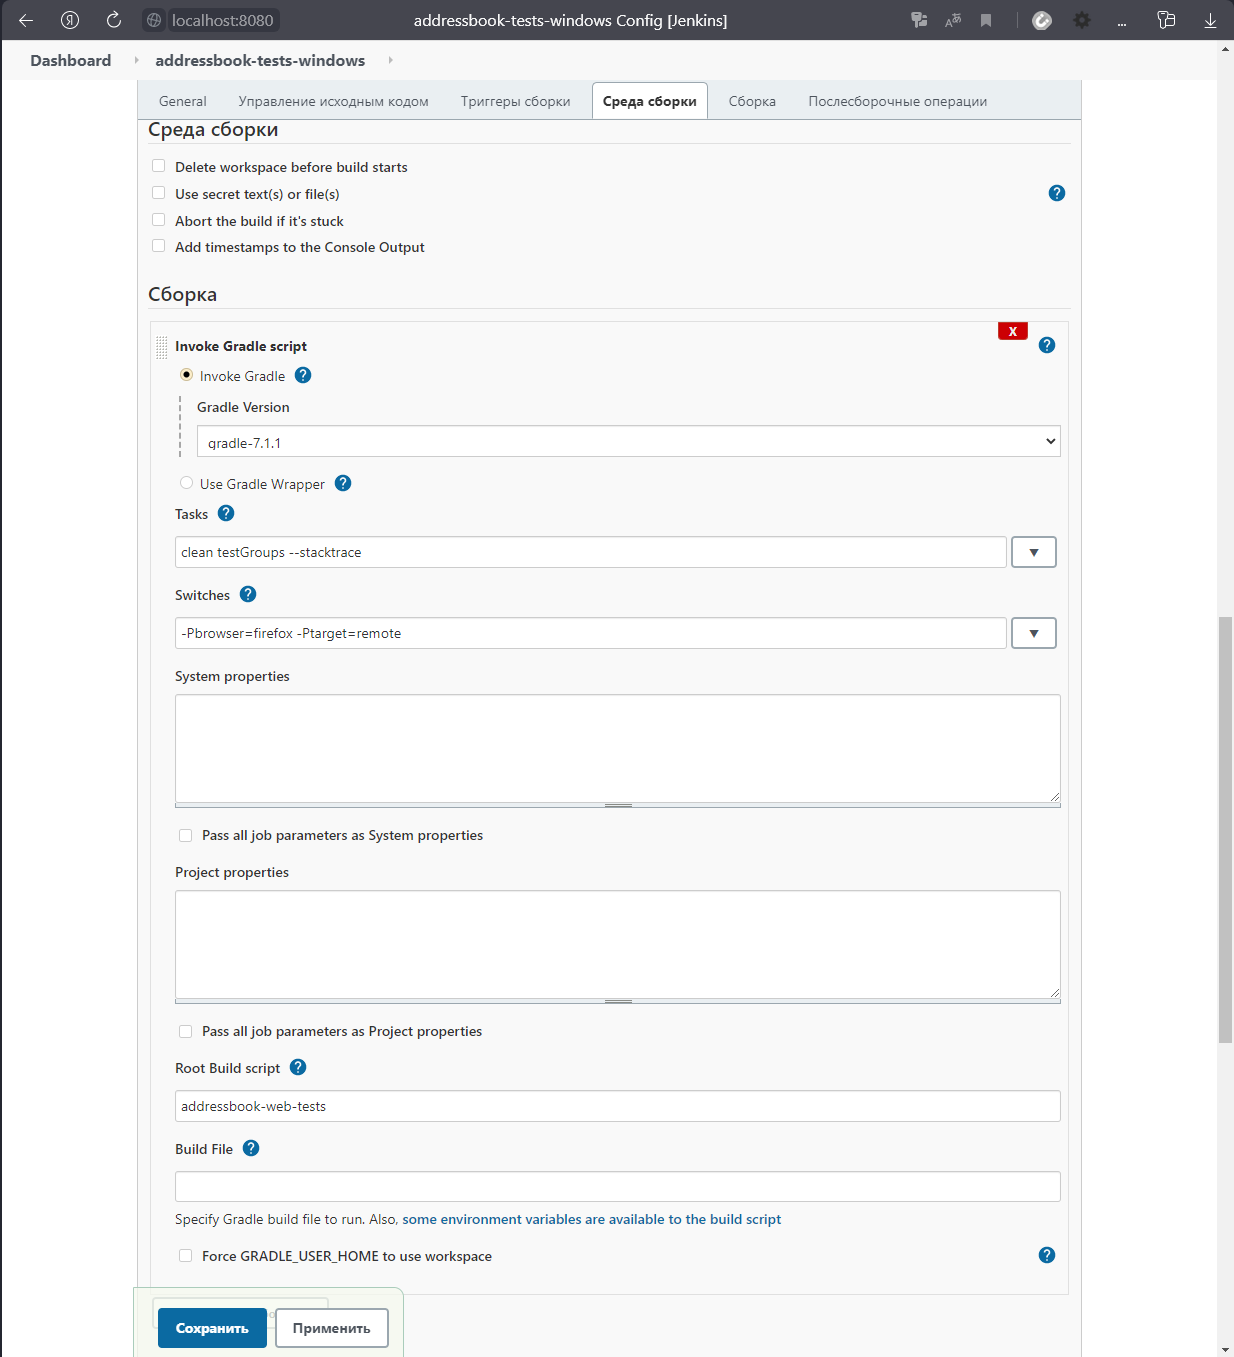 localhost:8080
addressbook-tests-windows Config [Jenkins]
Dashboard
addressbook-tests-windows
General
Управление исходным кодом
Триггеры сборки
Среда сборки
Сборка
Послесборочные операции
Среда сборки
Delete workspace before build starts
Use secret text(s) or file(s)
?
Abort the build if it's stuck
Add timestamps to the Console Output
Сборка
X
Invoke Gradle script
?
Invoke Gradle ?
Gradle Version
gradle-7.1.1
Use Gradle Wrapper ?
Tasks ?
clean testGroups --stacktrace
Switches ?
-Pbrowser=firefox -Ptarget=remote
System properties
Pass all job parameters as System properties
Project properties
Pass all job parameters as Project properties
Root Build script ?
addressbook-web-tests
Build File ?
Specify Gradle build file to run. Also, some environment variables are available to the build script
Force GRADLE_USER_HOME to use workspace
?
Сохранить
Применить